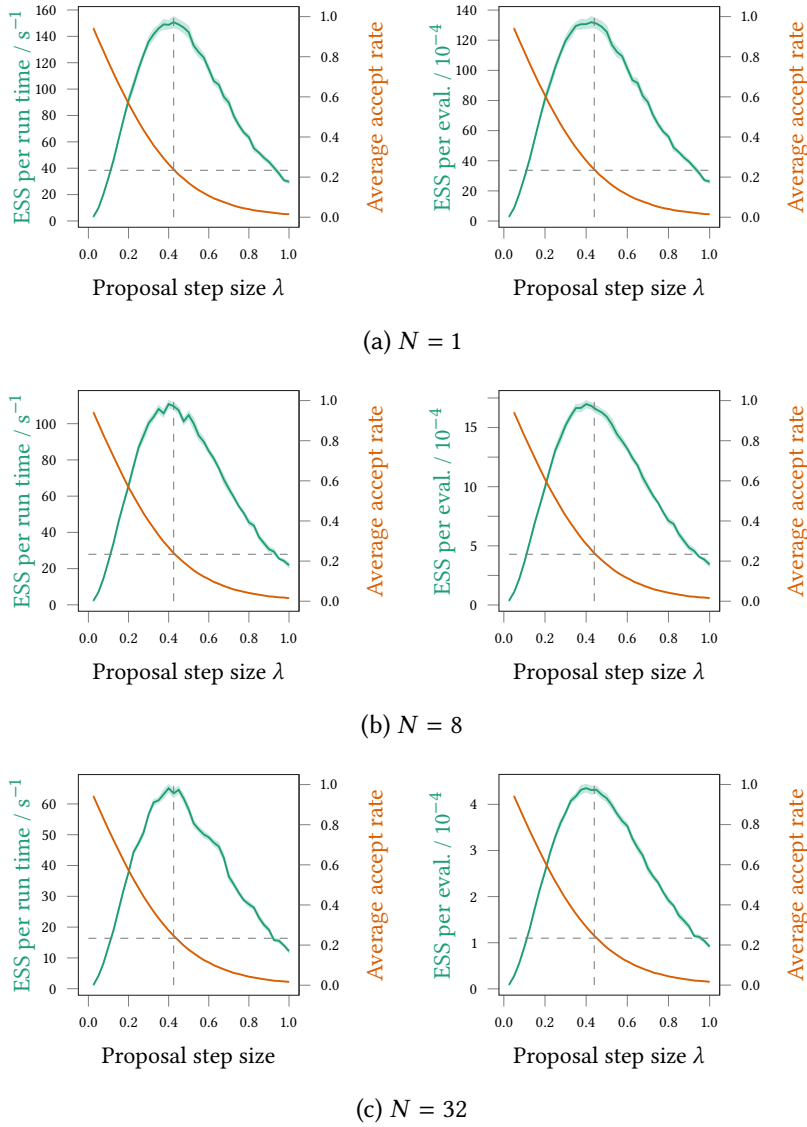 ESS per run time / s⁻¹
160
140
120
100
80
60
40
20
0
1.0
0.8
0.6
0.4
0.2
0.0
Average accept rate
0.0 0.2 0.4 0.6 0.8 1.0
Proposal step size λ
ESS per eval. / 10⁻⁴
140
120
100
80
60
40
20
0
1.0
0.8
0.6
0.4
0.2
0.0
Average accept rate
0.0 0.2 0.4 0.6 0.8 1.0
Proposal step size λ
(a) N = 1
ESS per run time / s⁻¹
100
80
60
40
20
0
1.0
0.8
0.6
0.4
0.2
0.0
Average accept rate
0.0 0.2 0.4 0.6 0.8 1.0
Proposal step size λ
ESS per eval. / 10⁻⁴
15
10
5
0
1.0
0.8
0.6
0.4
0.2
0.0
Average accept rate
0.0 0.2 0.4 0.6 0.8 1.0
Proposal step size λ
(b) N = 8
ESS per run time / s⁻¹
60
50
40
30
20
10
0
1.0
0.8
0.6
0.4
0.2
0.0
Average accept rate
0.0 0.2 0.4 0.6 0.8 1.0
Proposal step size
ESS per eval. / 10⁻⁴
4
3
2
1
0
1.0
0.8
0.6
0.4
0.2
0.0
Average accept rate
0.0 0.2 0.4 0.6 0.8 1.0
Proposal step size λ
(c) N = 32